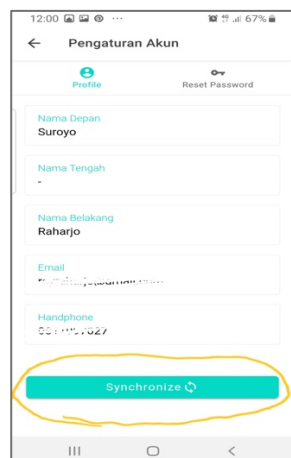 12:00
67%
Pengaturan Akun
Profile
Reset Password
Nama Depan
Suroyo
Nama Tengah
-
Nama Belakang
Raharjo
Email
Handphone
Synchronize